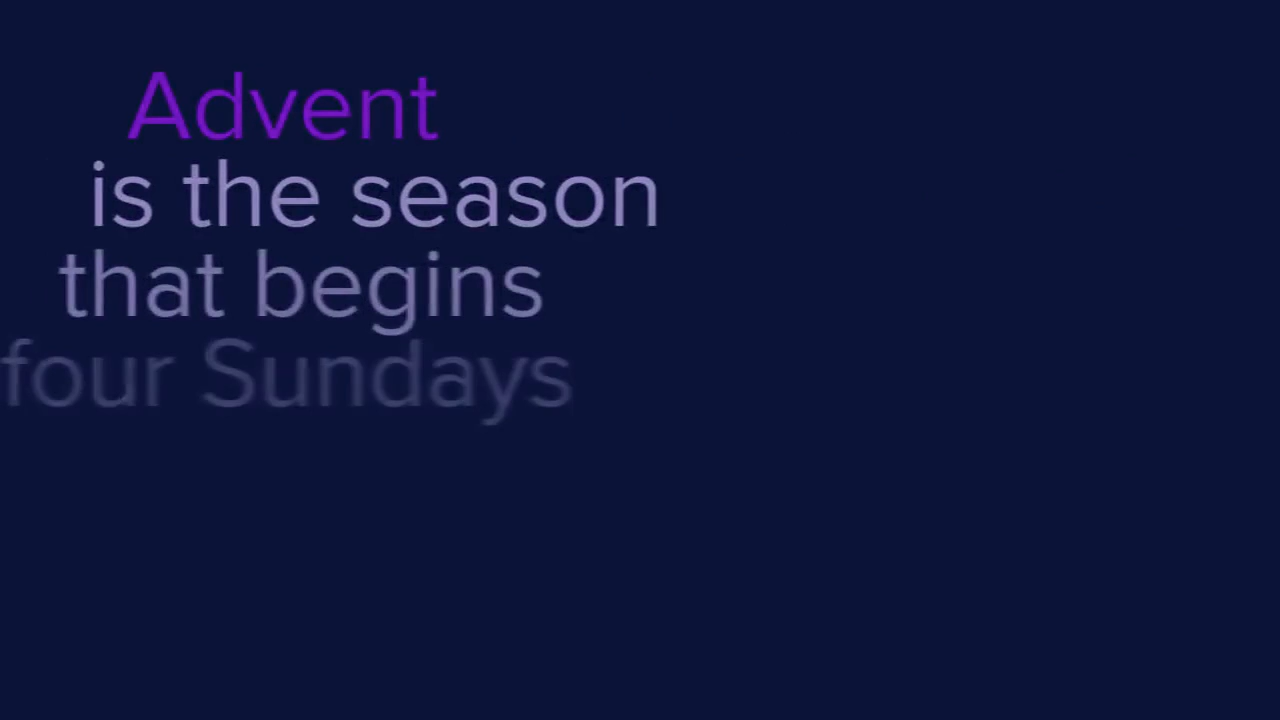 Advent
is the season
that begins
four Sundays